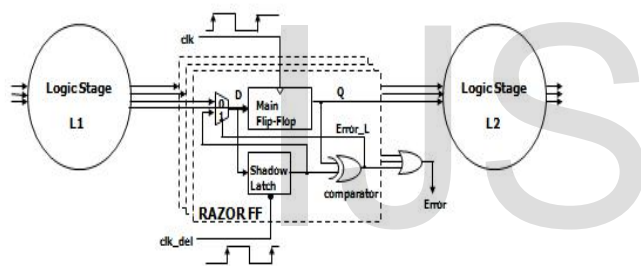 clk
Logic Stage
L1
0
1
D
Main
Flip-Flop
Q
Error_L
Shadow
Latch
comparator
RAZOR FF
Error
clk_del
Logic Stage
L2
IJS